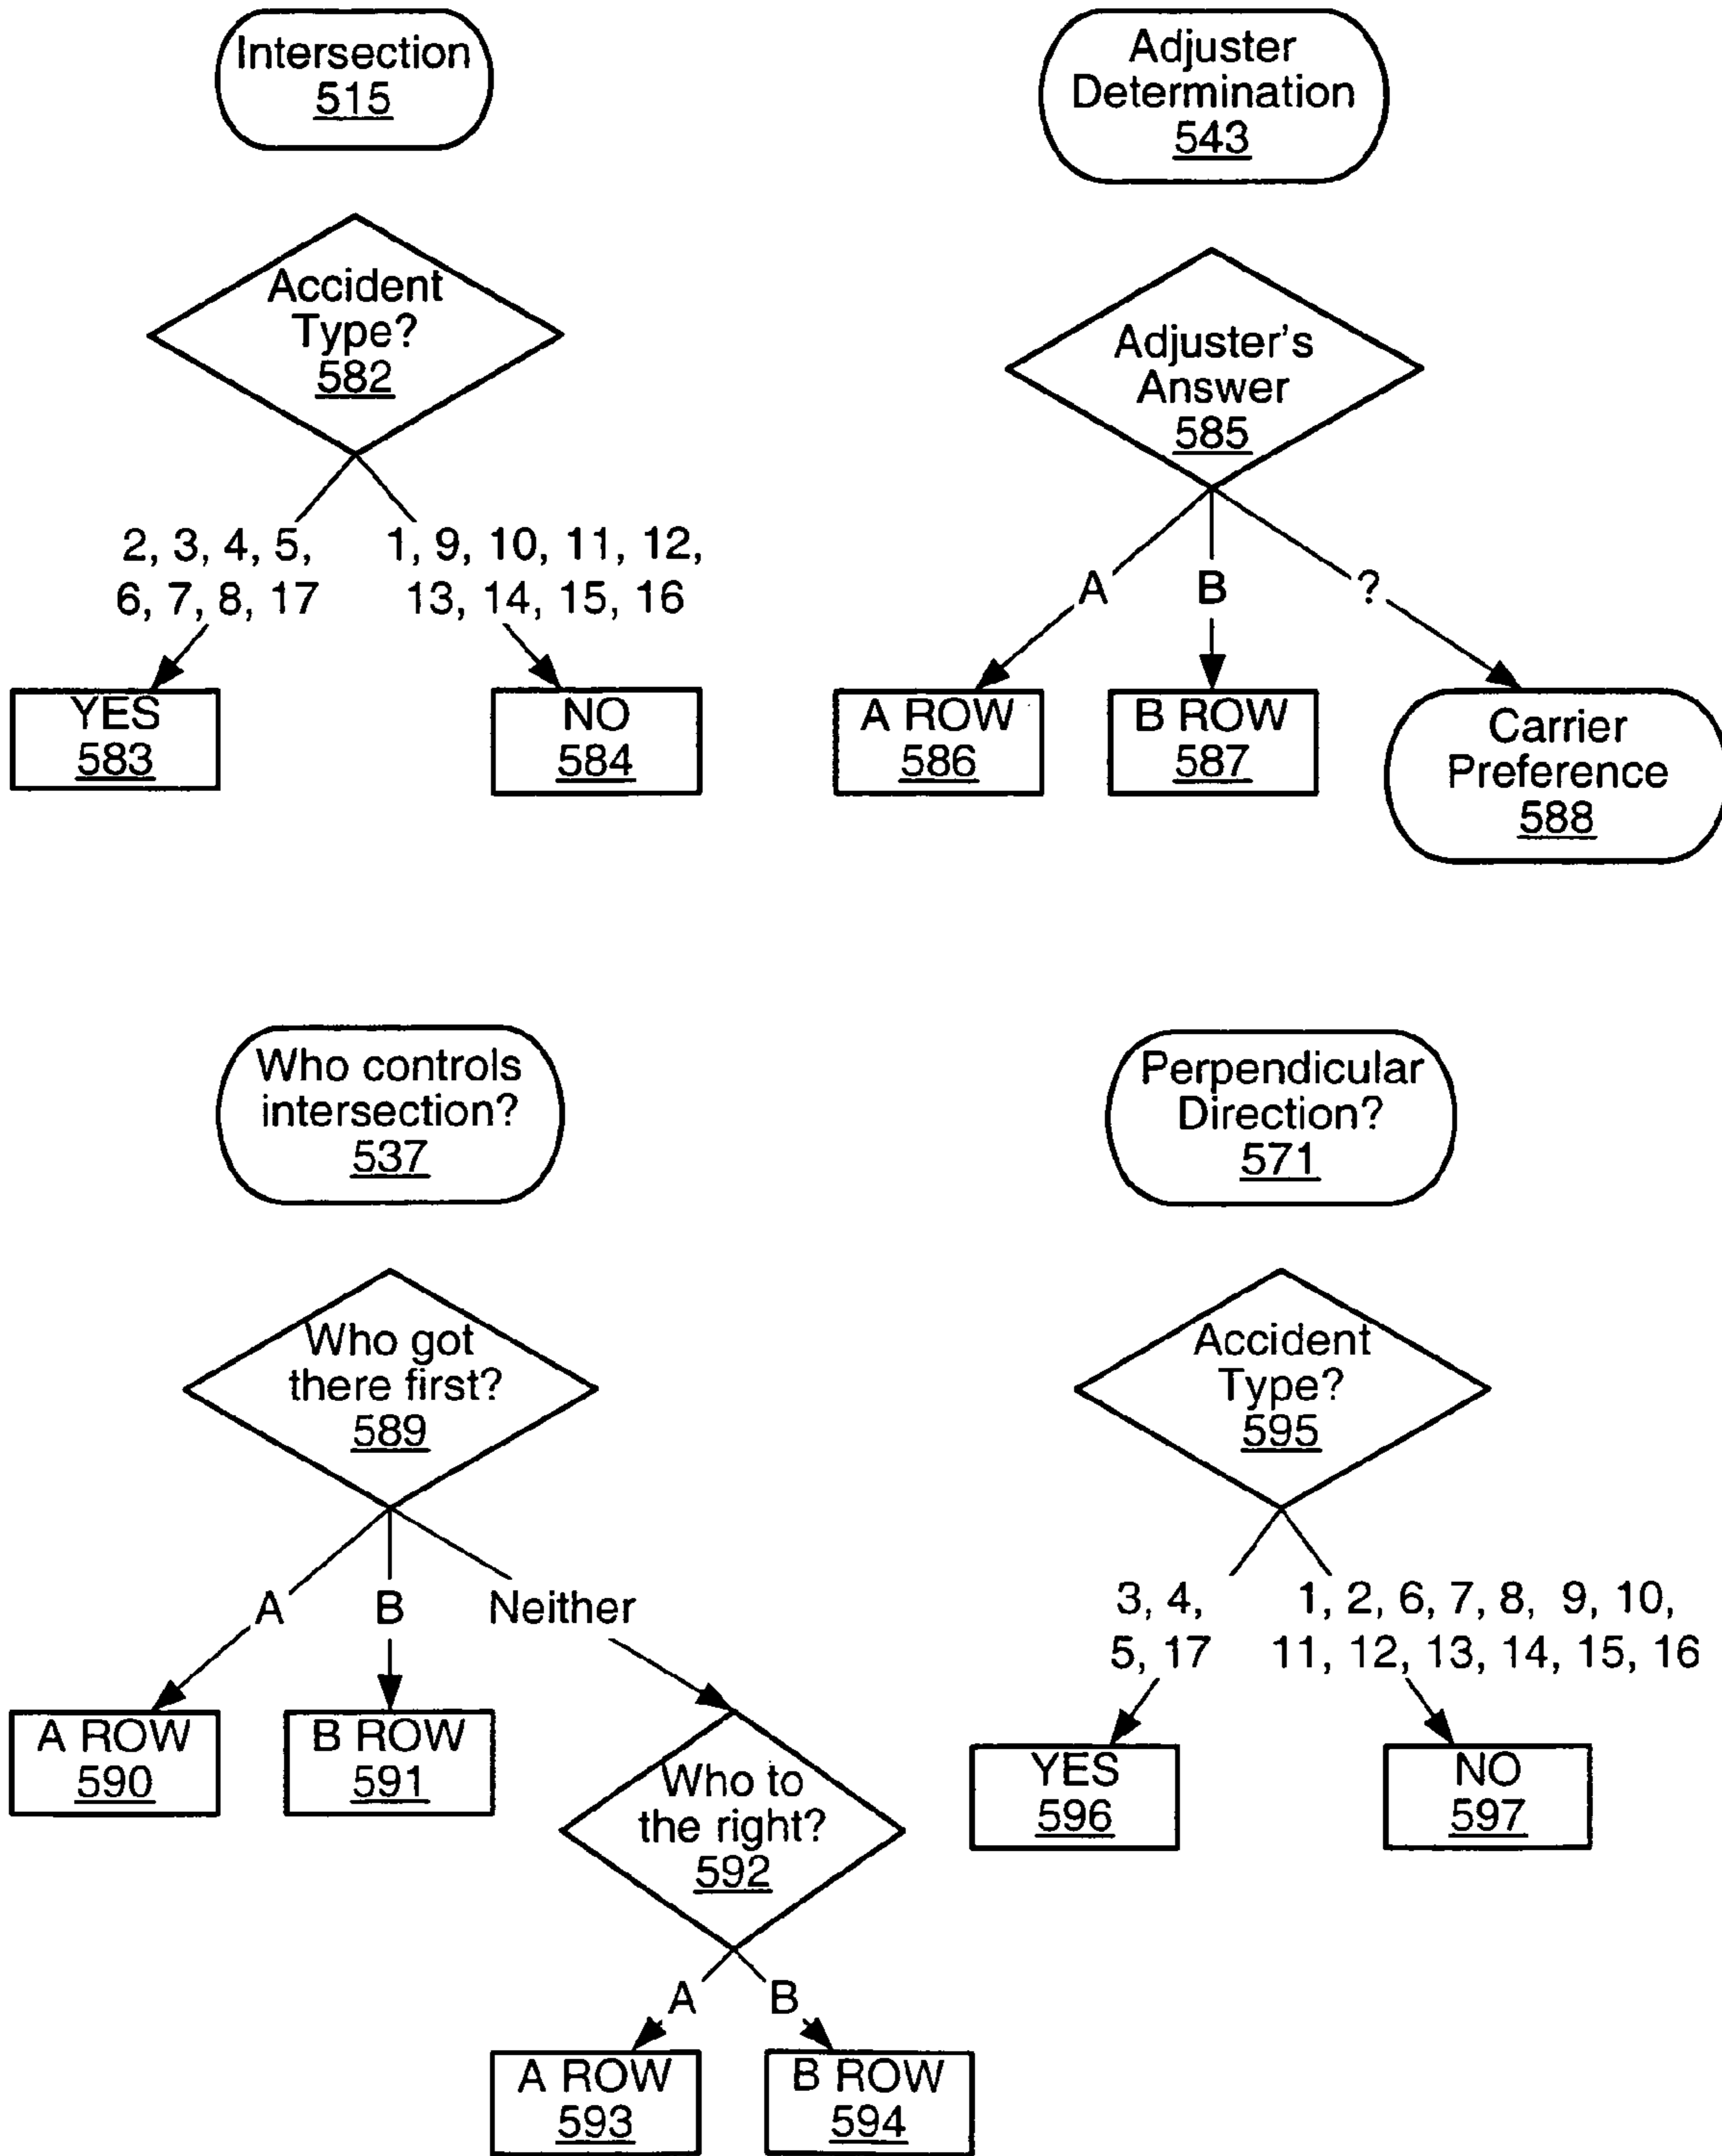 Intersection
515
Accident
Type?
582
2, 3, 4, 5,
6, 7, 8, 17
1, 9, 10, 11, 12,
13, 14, 15, 16
YES
583
NO
584
Adjuster
Determination
543
Adjuster's
Answer
585
A
B
?
A ROW
586
B ROW
587
Carrier
Preference
588
Who controls
intersection?
537
Who got
there first?
589
A
B
Neither
A ROW
590
B ROW
591
Who to
the right?
592
A
B
A ROW
593
B ROW
594
Perpendicular
Direction?
571
Accident
Type?
595
3, 4,
5, 17
1, 2, 6, 7, 8, 9, 10,
11, 12, 13, 14, 15, 16
YES
596
NO
597